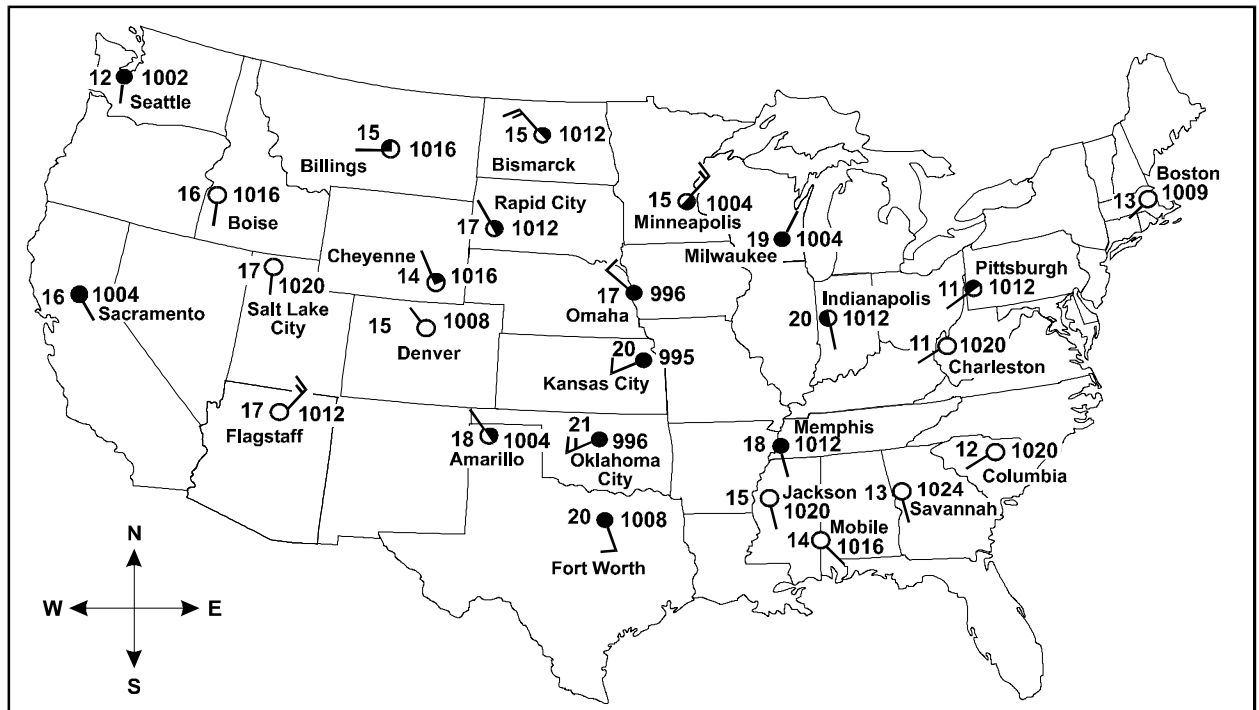 12 1002
Seattle
15
1016
Billings
15 1012
Bismarck
16 1016
Boise
Rapid City
17 1012
15 1004
Minneapolis
19 1004
Milwaukee
Boston
13 1009
Cheyenne
14 1016
17
1020
Salt Lake
City
16 1004
Sacramento
15 1008
Denver
17 996
Omaha
20
995
Kansas City
Indianapolis
20 1012
Pittsburgh
11 1012
11 1020
Charleston
17 1012
Flagstaff
18 1004
Amarillo
21
996
Oklahoma
City
Memphis
18 1012
12 1020
Columbia
15 Jackson
1020
13 1024
Savannah
Mobile
14 1016
20 1008
Fort Worth
N
W E
S